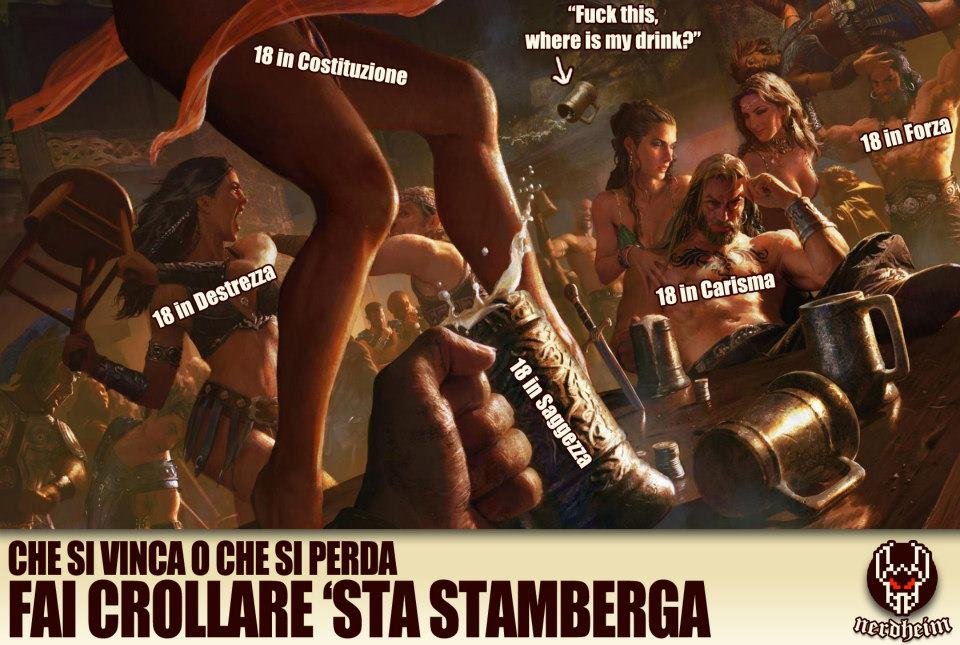 "Fuck this,
where is my drink?"
18 in Costituzione
18 in Forza
18 in Destrezza
18 in Carisma
18 in Saggezza
CHE SI VINCA O CHE SI PERDA
FAI CROLLARE ‘STA STAMBERGA
nerdheim